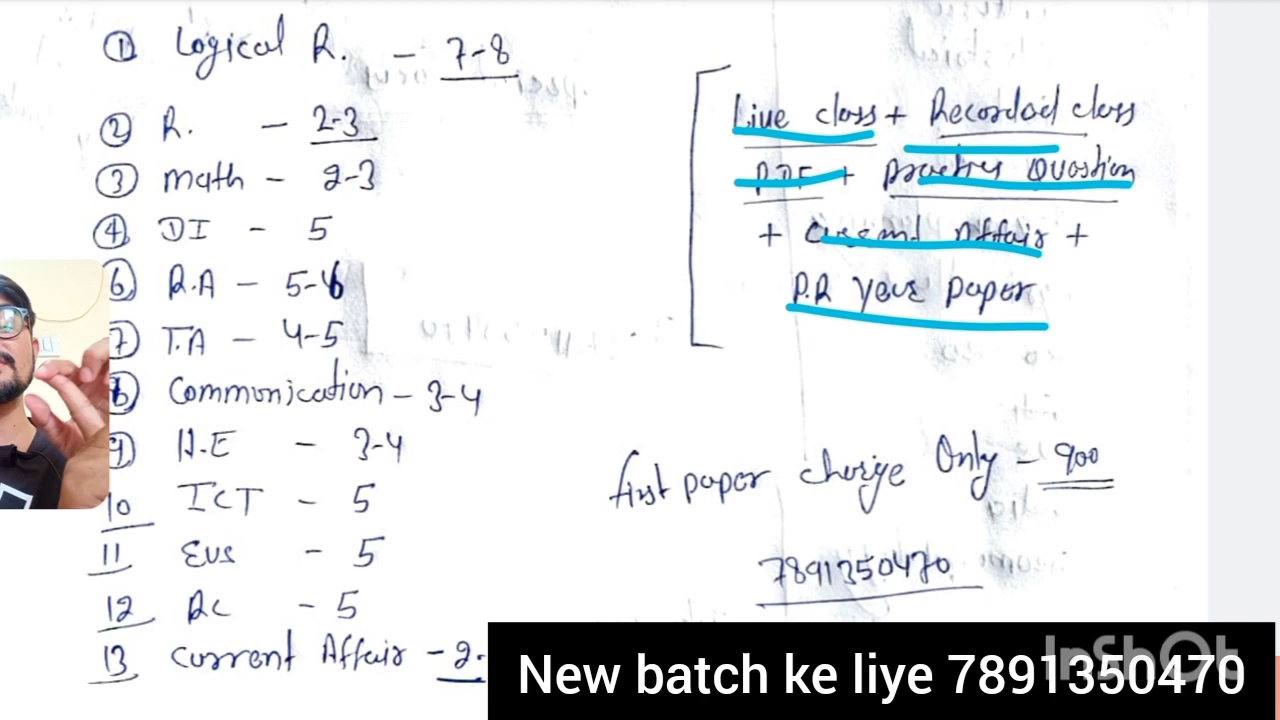 ① Logical R. - 7-8
② R. - 2-3
③ math - 2-3
④ DI - 5
⑥ R.A - 5-6
⑦ T.A - 4-5
⑧ Communication - 3-4
⑨ H.E - 3-4
10 ICT - 5
11 EVS - 5
12 RC - 5
13 Current Affair - 2-
Live class + Recorded class
P.D.F + practies Question
+ Current Affair +
P.R year paper
first paper charge Only - 900
7891350470
InShOt
New batch ke liye 7891350470